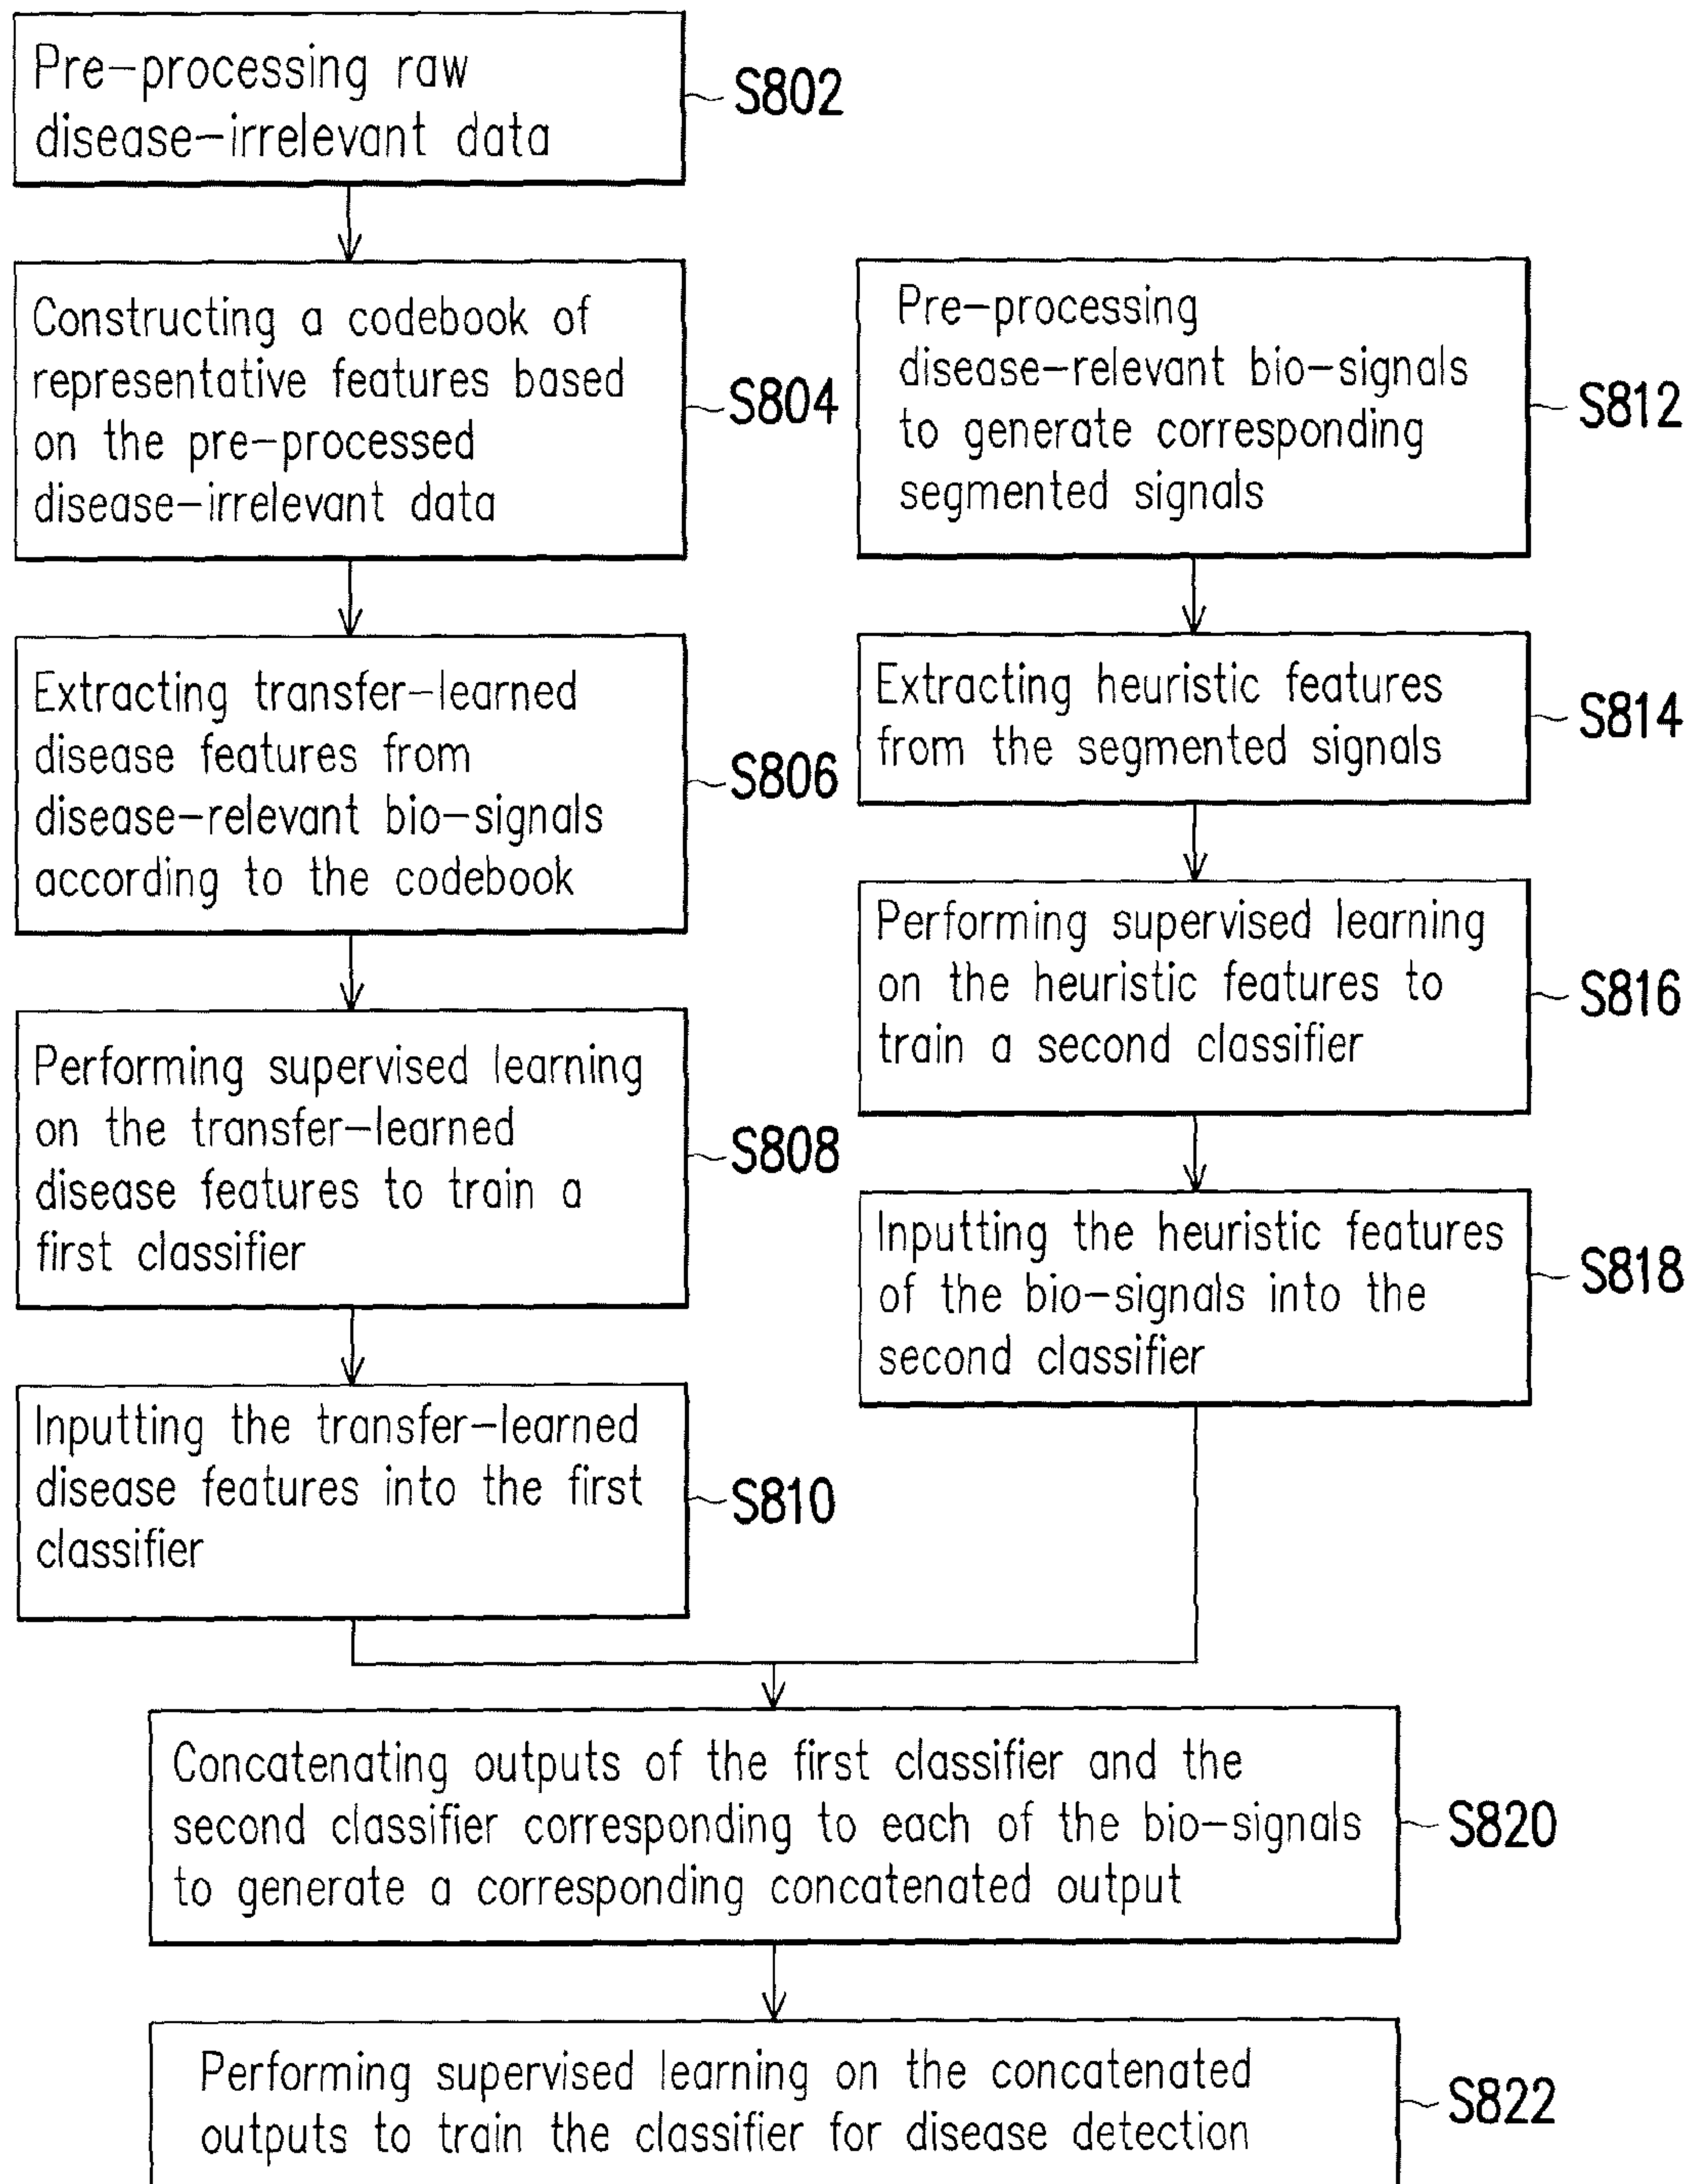 Pre-processing raw
disease-irrelevant data
S802
Constructing a codebook of
representative features based
on the pre-processed
disease-irrelevant data
S804
Extracting transfer-learned
disease features from
disease-relevant bio-signals
according to the codebook
S806
Performing supervised learning
on the transfer-learned
disease features to train a
first classifier
S808
Inputting the transfer-learned
disease features into the first
classifier
S810
Pre-processing
disease-relevant bio-signals
to generate corresponding
segmented signals
S812
Extracting heuristic features
from the segmented signals
S814
Performing supervised learning
on the heuristic features to
train a second classifier
S816
Inputting the heuristic features
of the bio-signals into the
second classifier
S818
Concatenating outputs of the first classifier and the
second classifier corresponding to each of the bio-signals
to generate a corresponding concatenated output
S820
Performing supervised learning on the concatenated
outputs to train the classifier for disease detection
S822